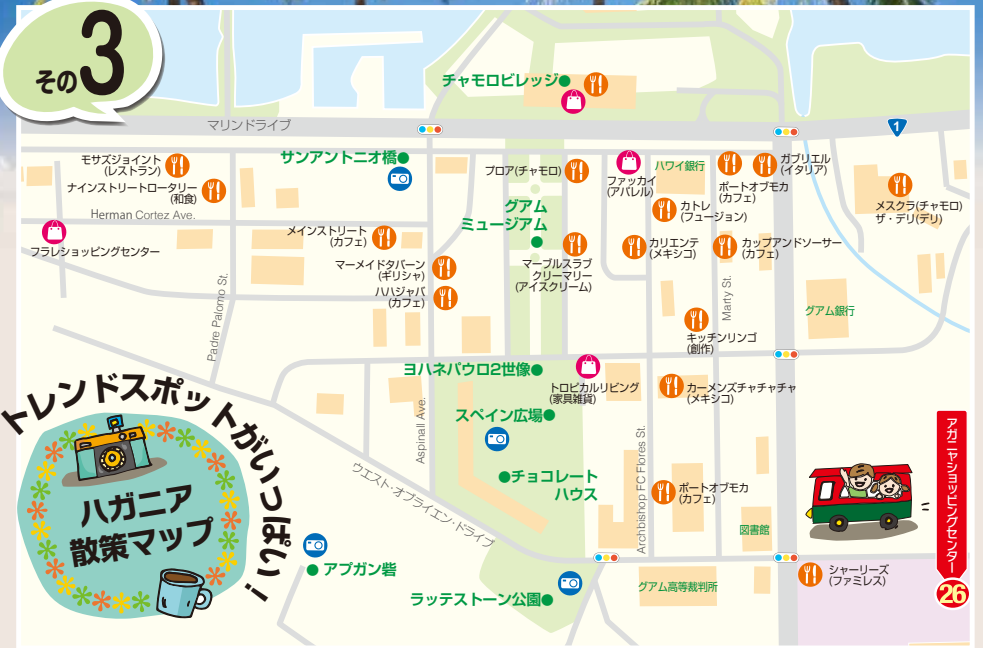 その3
チャモロビレッジ
マリンドライブ
1
モサズジョイント
(レストラン)
ナインストリートロータリー
(和食)
サンアントニオ橋
プロア(チャモロ)
ファッカイ
(アパレル)
ハワイ銀行
ポートオブモカ
(カフェ)
ガブリエル
(イタリア)
メスクラ(チャモロ)
ザ・デリ(デリ)
カトレ
(フュージョン)
Herman Cortez Ave.
グアム
ミュージアム
フラレショッピングセンター
メインストリート
(カフェ)
カリエンテ
(メキシコ)
カップアンドソーサー
(カフェ)
マーメイドタバーン
(ギリシャ)
マーブルスラブ
クリーマリー
(アイスクリーム)
ハハジャバ
(カフェ)
Padre Palomo St.
Marty St.
グアム銀行
キッチンリンゴ
(創作)
ヨハネパウロ2世像
トロピカルリビング
(家具雑貨)
カーメンズチャチャチャ
(メキシコ)
スペイン広場
Aspinall Ave.
Archbishop FC Flores St.
チョコレート
ハウス
ポートオブモカ
(カフェ)
ウエスト・オブライエン・ドライブ
図書館
アプガン砦
ラッテストーン公園
グアム高等裁判所
シャーリーズ
(ファミレス)
アガニャショッピングセンター
26
トレンドスポットがいっぱい!
ハガニア
散策マップ